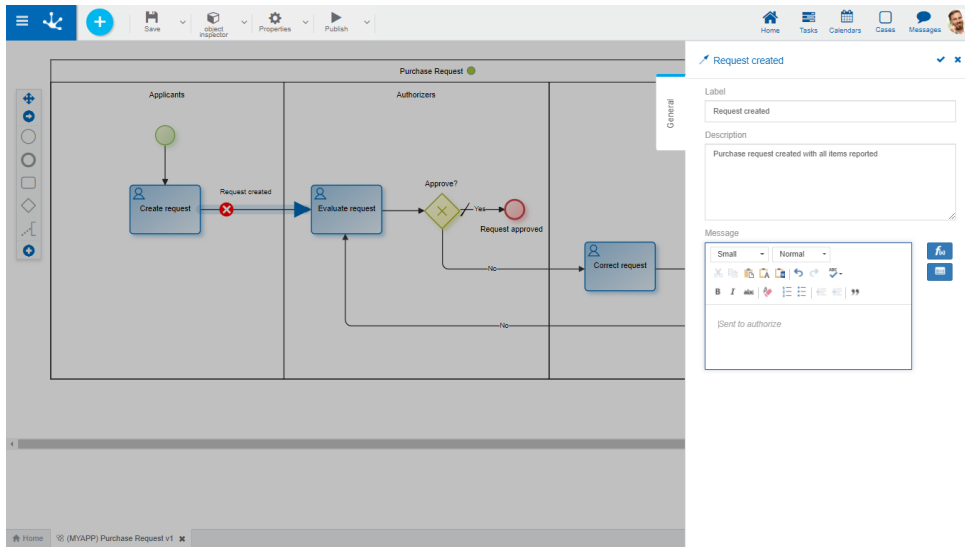 Save
object inspector
Properties
Publish
Home
Tasks
Calendars
Cases
Messages
Purchase Request
Applicants
Authorizers
Create request
Request created
Evaluate request
Approve?
Yes
Request approved
No
Correct request
No
General
Request created
Label
Request created
Description
Purchase request created with all items reported
Message
Small
Normal
ABC
B I abc
f(x)
Sent to authorize
Home
(MYAPP) Purchase Request v1